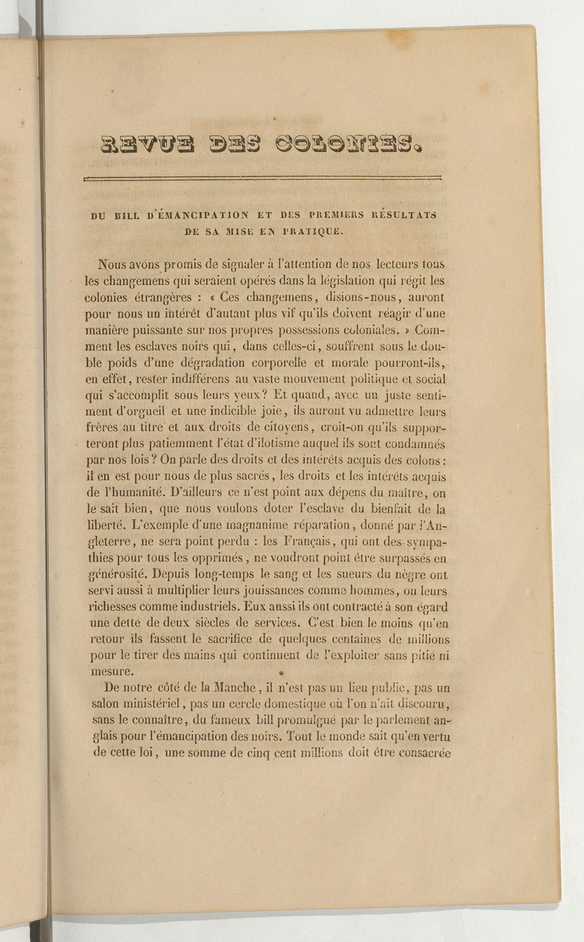 REVUE DES COLONIES.
DU BILL D'ÉMANCIPATION ET DES PREMIERS RÉSULTATS
DE SA MISE EN PRATIQUE.
Nous avons promis de signaler à l'attention de nos lecteurs tous
les changemens qui seraient opérés dans la législation qui régit les
colonies étrangères : « Ces changemens, disions-nous, auront
pour nous un intérêt d'autant plus vif qu'ils doivent réagir d'une
manière puissante sur nos propres possessions coloniales. » Com-
ment les esclaves noirs qui, dans celles-ci, souffrent sous le dou-
ble poids d'une dégradation corporelle et morale pourront-ils,
en effet, rester indifférens au vaste mouvement politique et social
qui s'accomplit sous leurs yeux? Et quand, avec un juste senti-
ment d'orgueil et une indicible joie, ils auront vu admettre leurs
frères au titre et aux droits de citoyens, croit-on qu'ils suppor-
teront plus patiemment l'état d'ilotisme auquel ils sont condamnés
par nos lois? On parle des droits et des intérêts acquis des colons:
il en est pour nous de plus sacrés, les droits et les intérêts acquis
de l'humanité. D'ailleurs ce n'est point aux dépens du maître, on
le sait bien, que nous voulons doter l'esclave du bienfait de la
liberté. L'exemple d'une magnanime réparation, donné par l'An-
gleterre, ne sera point perdu : les Français, qui ont des sympa-
thies pour tous les opprimés, ne voudront point être surpassés en
générosité. Depuis long-temps le sang et les sueurs du nègre ont
servi aussi à multiplier leurs jouissances comme hommes, ou leurs
richesses comme industriels. Eux aussi ils ont contracté à son égard
une dette de deux siècles de services. C'est bien le moins qu'en
retour ils fassent le sacrifice de quelques centaines de millions
pour le tirer des mains qui continuent de l'exploiter sans pitié ni
mesure.
De notre côté de la Manche, il n'est pas un lieu public, pas un
salon ministériel, pas un cercle domestique où l'on n'ait discouru,
sans le connaître, du fameux bill promulgué par le parlement an-
glais pour l'émancipation des noirs. Tout le monde sait qu'en vertu
de cette loi, une somme de cinq cent millions doit être consacrée